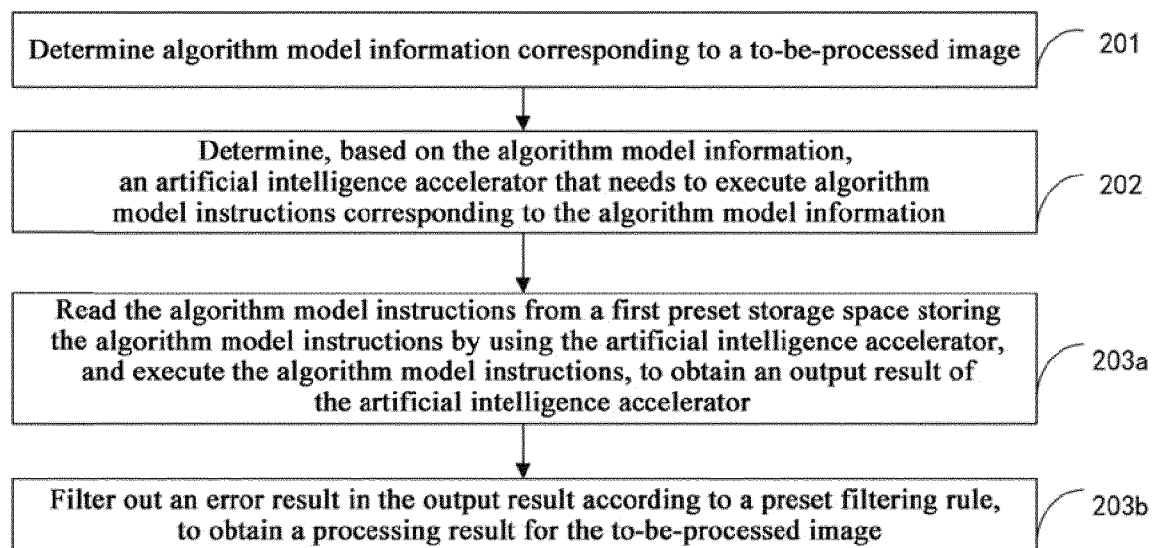 Determine algorithm model information corresponding to a to-be-processed image
201
Determine, based on the algorithm model information,
an artificial intelligence accelerator that needs to execute algorithm
model instructions corresponding to the algorithm model information
202
Read the algorithm model instructions from a first preset storage space storing
the algorithm model instructions by using the artificial intelligence accelerator,
and execute the algorithm model instructions, to obtain an output result of
the artificial intelligence accelerator
203a
Filter out an error result in the output result according to a preset filtering rule,
to obtain a processing result for the to-be-processed image
203b